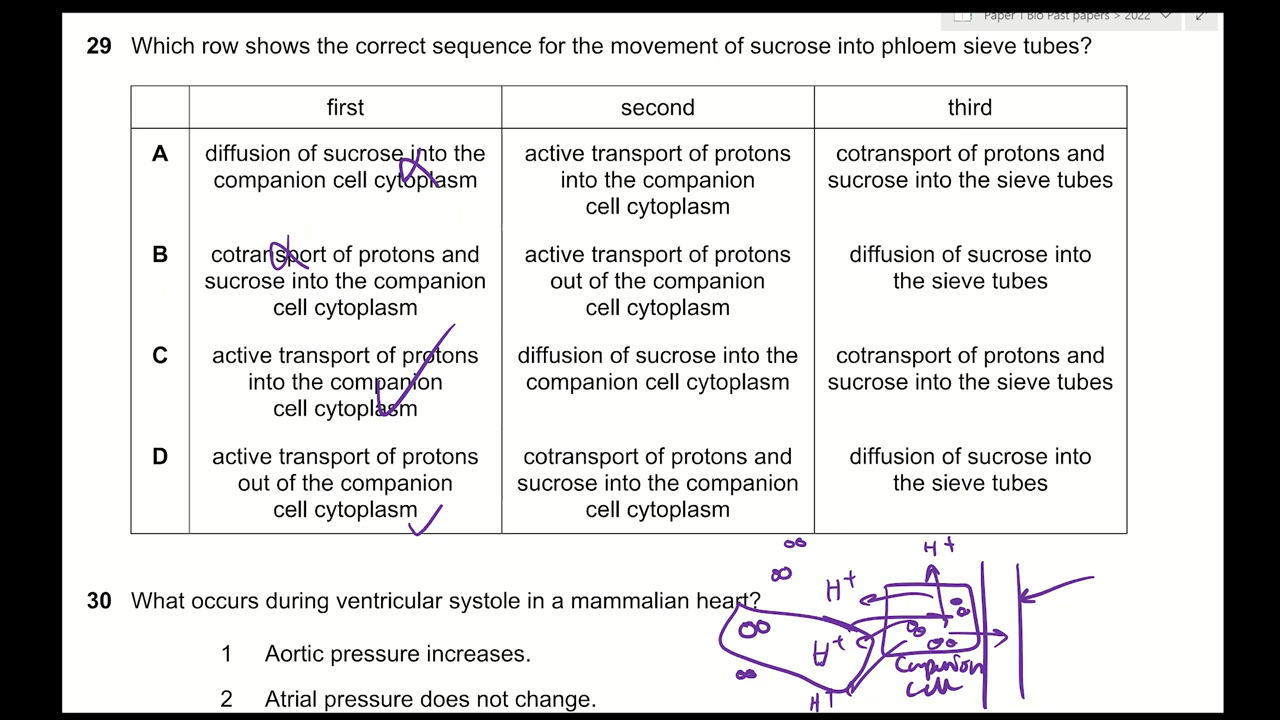 Paper 1 Bio Past papers > 2022
29 Which row shows the correct sequence for the movement of sucrose into phloem sieve tubes?
first second third
A diffusion of sucrose into the companion cell cytoplasm
active transport of protons into the companion cell cytoplasm
cotransport of protons and sucrose into the sieve tubes
B cotransport of protons and sucrose into the companion cell cytoplasm
active transport of protons out of the companion cell cytoplasm
diffusion of sucrose into the sieve tubes
C active transport of protons into the companion cell cytoplasm
diffusion of sucrose into the companion cell cytoplasm
cotransport of protons and sucrose into the sieve tubes
D active transport of protons out of the companion cell cytoplasm
cotransport of protons and sucrose into the companion cell cytoplasm
diffusion of sucrose into the sieve tubes
H+
H+
H+
H+
Companion
cell
30 What occurs during ventricular systole in a mammalian heart?
1 Aortic pressure increases.
2 Atrial pressure does not change.